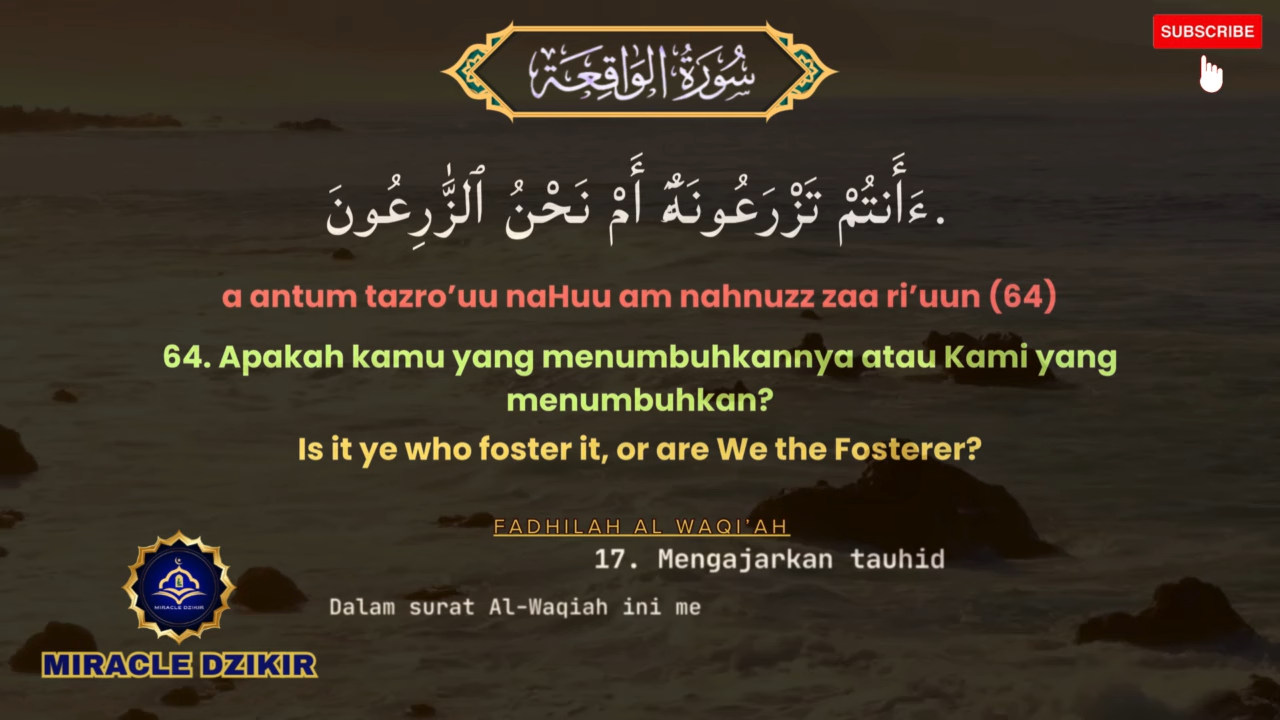 سُورَةُ الوَاقِعَة
SUBSCRIBE
ءَأَنتُمْ تَزْرَعُونَهُۥٓ أَمْ نَحْنُ ٱلزَّٰرِعُونَ.
a antum tazro’uu naHuu am nahnuzz zaa ri’uun (64)
64. Apakah kamu yang menumbuhkannya atau Kami yang
menumbuhkan?
Is it ye who foster it, or are We the Fosterer?
FADHILAH AL WAQI’AH
17. Mengajarkan tauhid
Dalam surat Al-Waqiah ini me
MIRACLE DZIKIR
MIRACLE DZIKIR